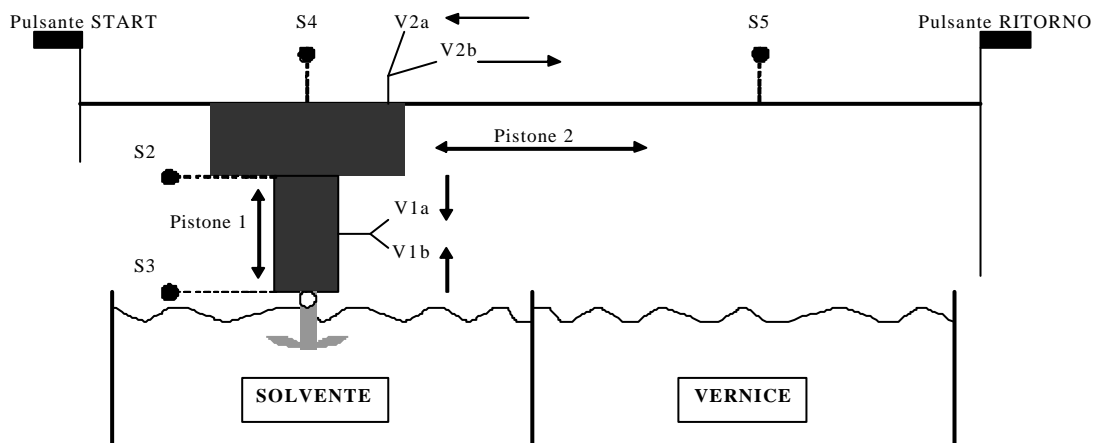 Pulsante START
S4
V2a
S5
Pulsante RITORNO
V2b
Pistone 2
S2
Pistone 1
V1a
V1b
S3
SOLVENTE
VERNICE